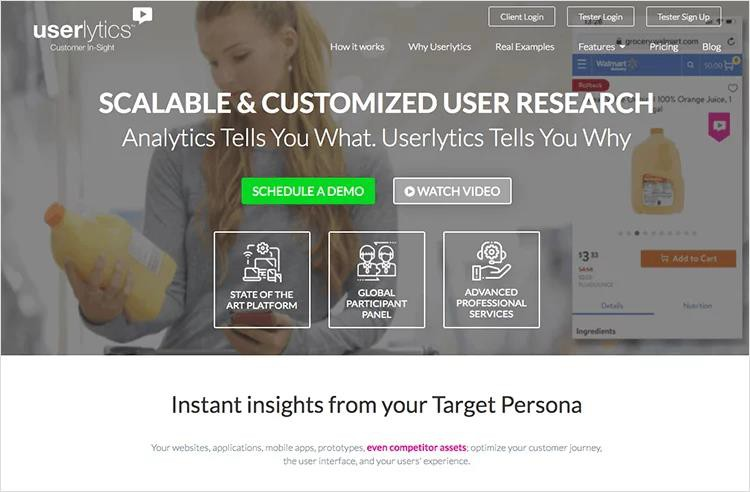 userlytics™
Customer In-Sight
Client Login
Tester Login
Tester Sign Up
How it works
Why Userlytics
Real Examples
Features
Pricing
Blog
SCALABLE & CUSTOMIZED USER RESEARCH
Analytics Tells You What. Userlytics Tells You Why
SCHEDULE A DEMO
WATCH VIDEO
STATE OF THE
ART PLATFORM
GLOBAL
PARTICIPANT
PANEL
ADVANCED
PROFESSIONAL
SERVICES
grocery.walmart.com
Walmart
$0.00
0
Rollback
100% Orange Juice, 1
$3.33
Add to Cart
Details
Nutrition
Ingredients
Instant insights from your Target Persona
Your websites, applications, mobile apps, prototypes, even competitor assets; optimize your customer journey,
the user interface, and your users' experience.